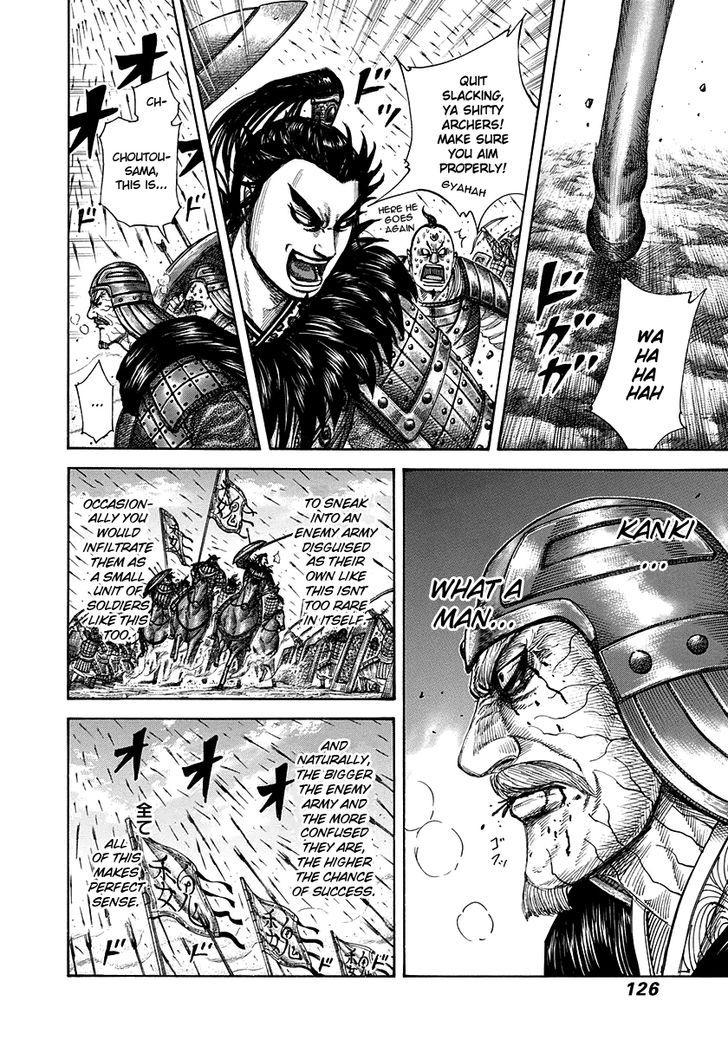 WA
HA
HA
HAH
ドガガ
QUIT
SLACKING,
YA SHITTY
ARCHERS!
MAKE SURE
YOU AIM
PROPERLY!
GYAHAH
HERE HE
GOES
AGAIN
ドオオ
CH-
CHOUTOU-
SAMA,
THIS IS...
...
KANKI
...
WHAT A
MAN...
TO SNEAK
INTO AN
ENEMY ARMY
DISGUISED
AS THEIR
OWN LIKE
THIS ISNT
TOO RARE
IN ITSELF.
OCCASION-
ALLY YOU
WOULD
INFILTRATE
THEM AS
A SMALL
UNIT OF
SOLDIERS
LIKE THIS
TOO.
オオ
AND
NATURALLY,
THE BIGGER
THE ENEMY
ARMY AND
THE MORE
CONFUSED
THEY ARE,
THE HIGHER
THE CHANCE
OF SUCCESS.
全て
ALL
OF THIS
MAKES
PERFECT
SENSE.
ドド
126